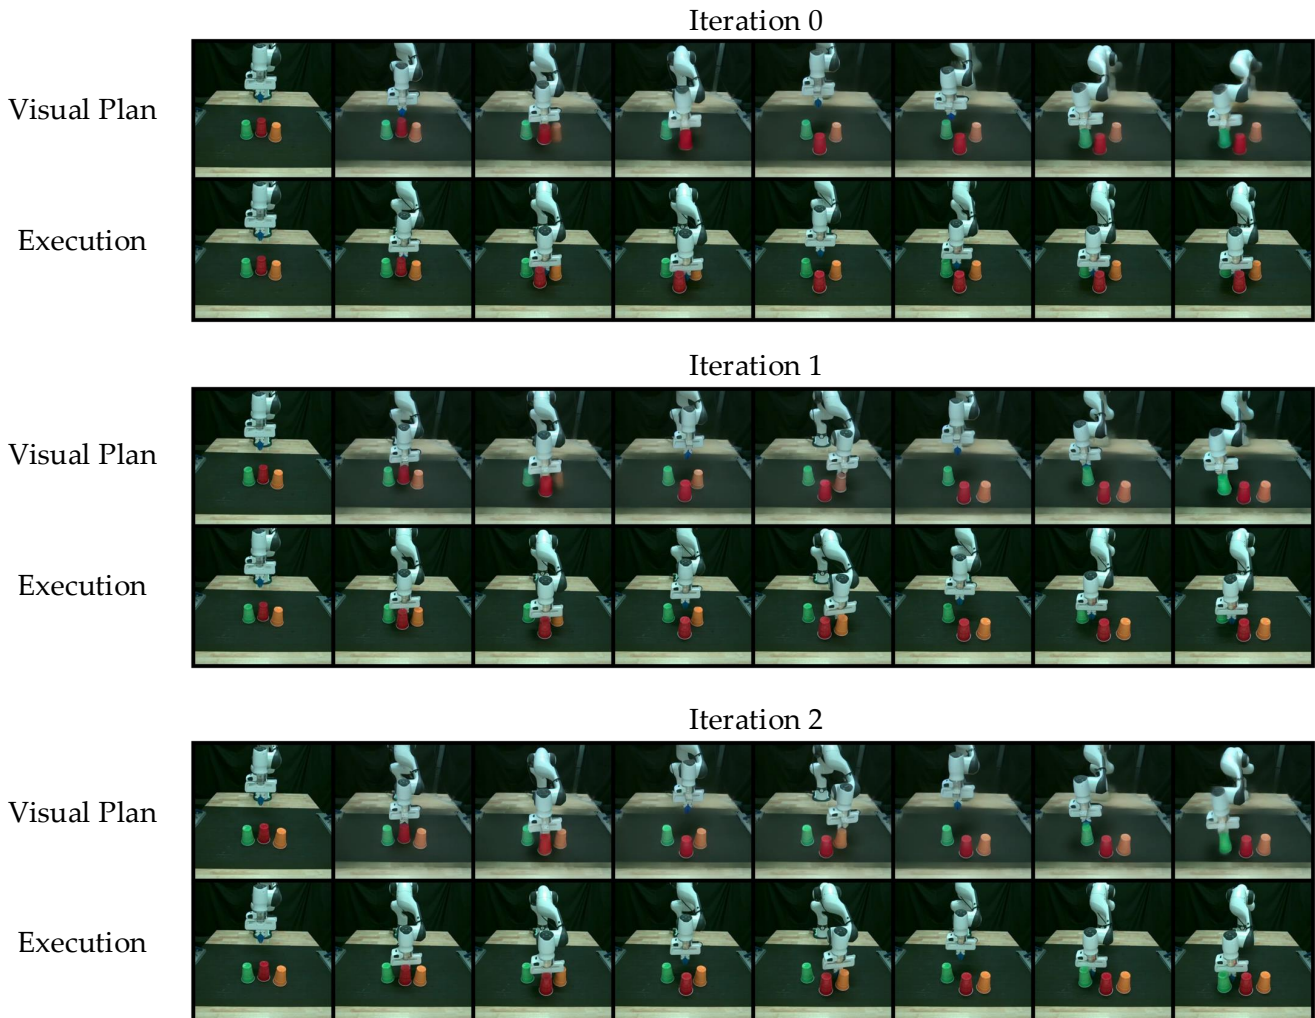 Iteration 0
Visual Plan
Execution
Iteration 1
Visual Plan
Execution
Iteration 2
Visual Plan
Execution